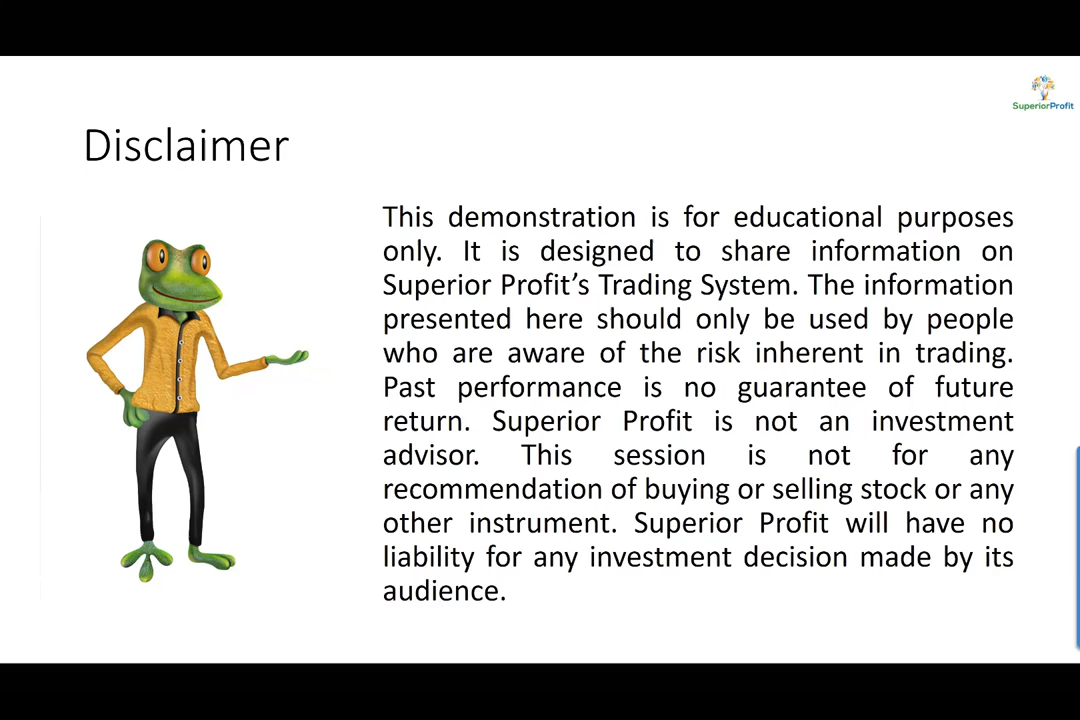 SuperiorProfit
Disclaimer
This demonstration is for educational purposes
only. It is designed to share information on
Superior Profit’s Trading System. The information
presented here should only be used by people
who are aware of the risk inherent in trading.
Past performance is no guarantee of future
return. Superior Profit is not an investment
advisor. This session is not for any
recommendation of buying or selling stock or any
other instrument. Superior Profit will have no
liability for any investment decision made by its
audience.